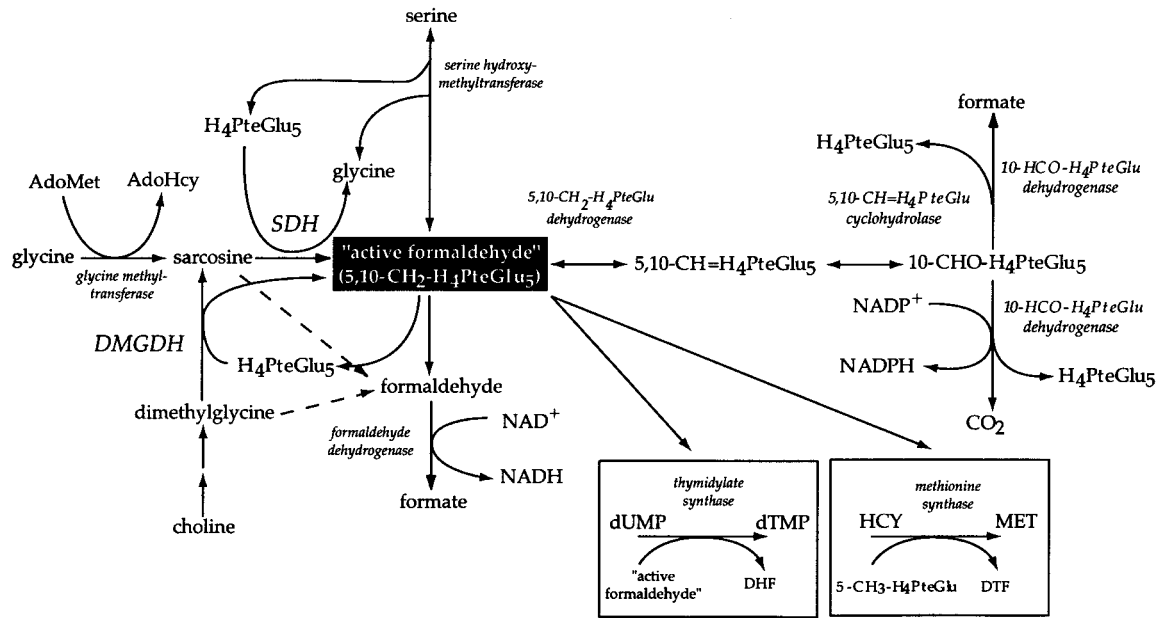 serine
serine hydroxy-
methyltransferase
H4PteGlu5
glycine
AdoMet
AdoHcy
SDH
glycine
glycine methyl-
transferase
sarcosine
"active formaldehyde"
(5,10-CH2-H4PteGlu5)
5,10-CH2-H4PteGlu
dehydrogenase
5,10-CH=H4PteGlu5
5,10-CH=H4PteGlu
cyclohydrolase
10-CHO-H4PteGlu5
formate
H4PteGlu5
10-HCO-H4PteGlu
dehydrogenase
NADP+
NADPH
10-HCO-H4PteGlu
dehydrogenase
H4PteGlu5
CO2
DMGDH
H4PteGlu5
dimethylglycine
choline
formaldehyde
formaldehyde
dehydrogenase
NAD+
NADH
formate
thymidylate
synthase
dUMP
dTMP
"active
formaldehyde"
DHF
methionine
synthase
HCY
MET
5-CH3-H4PteGlu
DTF